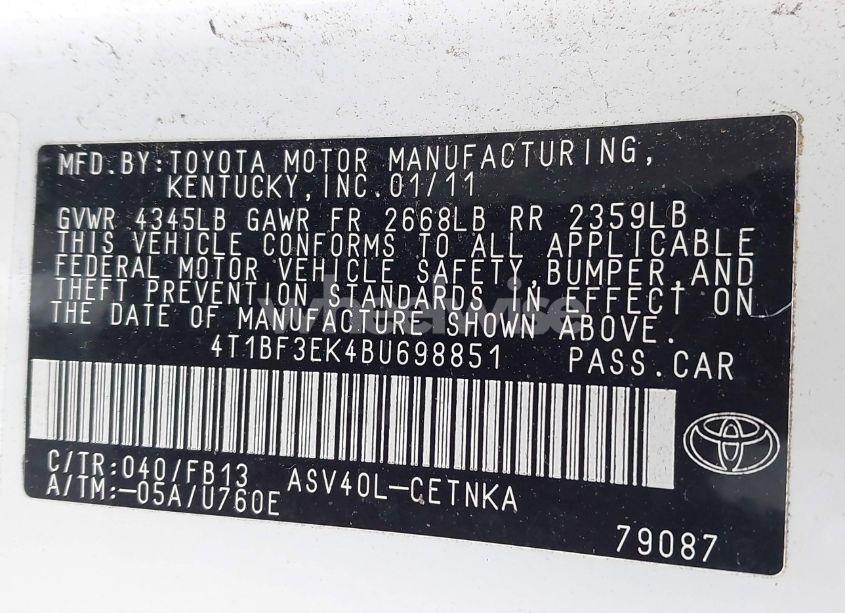 MFD.BY:TOYOTA MOTOR MANUFACTURING,
KENTUCKY,INC.01/11
GVWR 4345LB GAWR FR 2668LB RR 2359LB
THIS VEHICLE CONFORMS TO ALL APPLICABLE
FEDERAL MOTOR VEHICLE SAFETY,BUMPER,AND
THEFT PREVENTION STANDARDS IN EFFECT ON
THE DATE OF MANUFACTURE SHOWN ABOVE.
wheelwise
4T1BF3EK4BU698851 PASS.CAR
C/TR:040/FB13 ASV40L-CETNKA
A/TM:-05A/U760E
79087